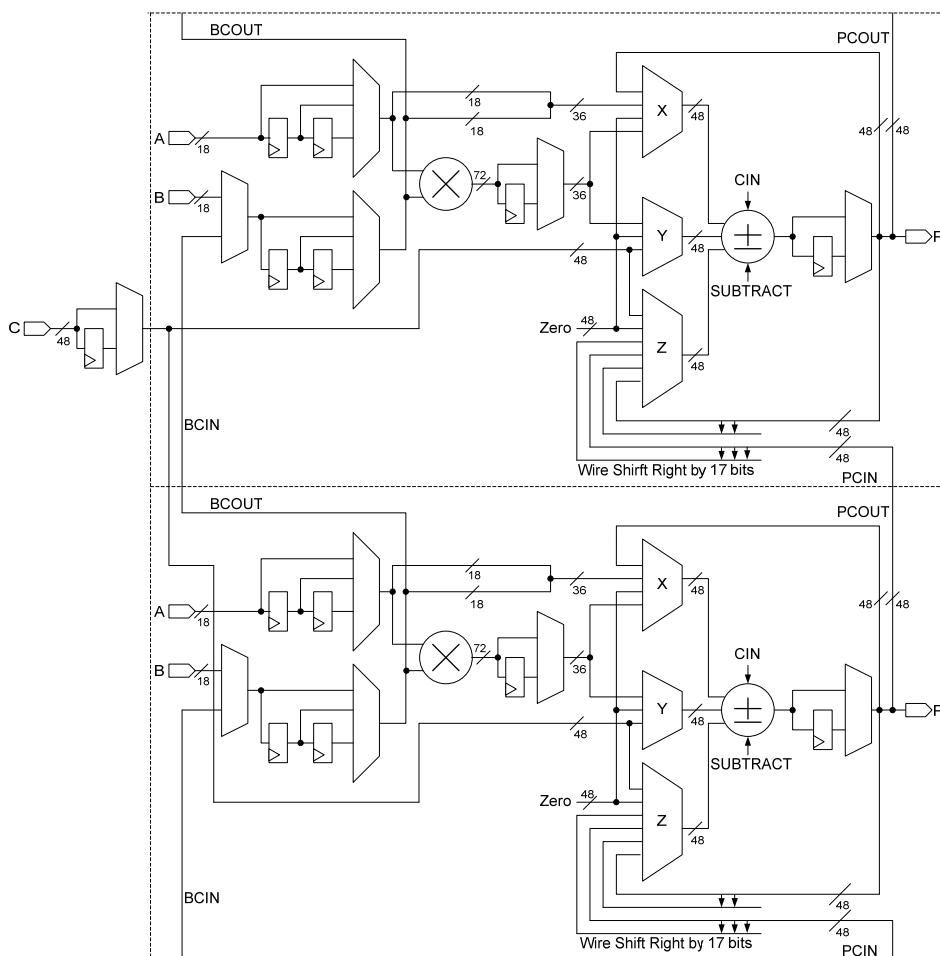 BCOUT
PCOUT
18
18
36
X
48
48
48
A
18
B
18
72
36
CIN
Y
48
P
48
SUBTRACT
C
48
Zero
48
Z
48
BCIN
48
48
Wire Shirft Right by 17 bits
PCIN
BCOUT
PCOUT
18
18
36
X
48
48
48
A
18
B
18
72
36
CIN
Y
48
P
48
SUBTRACT
Zero
48
Z
48
BCIN
48
48
Wire Shift Right by 17 bits
PCIN